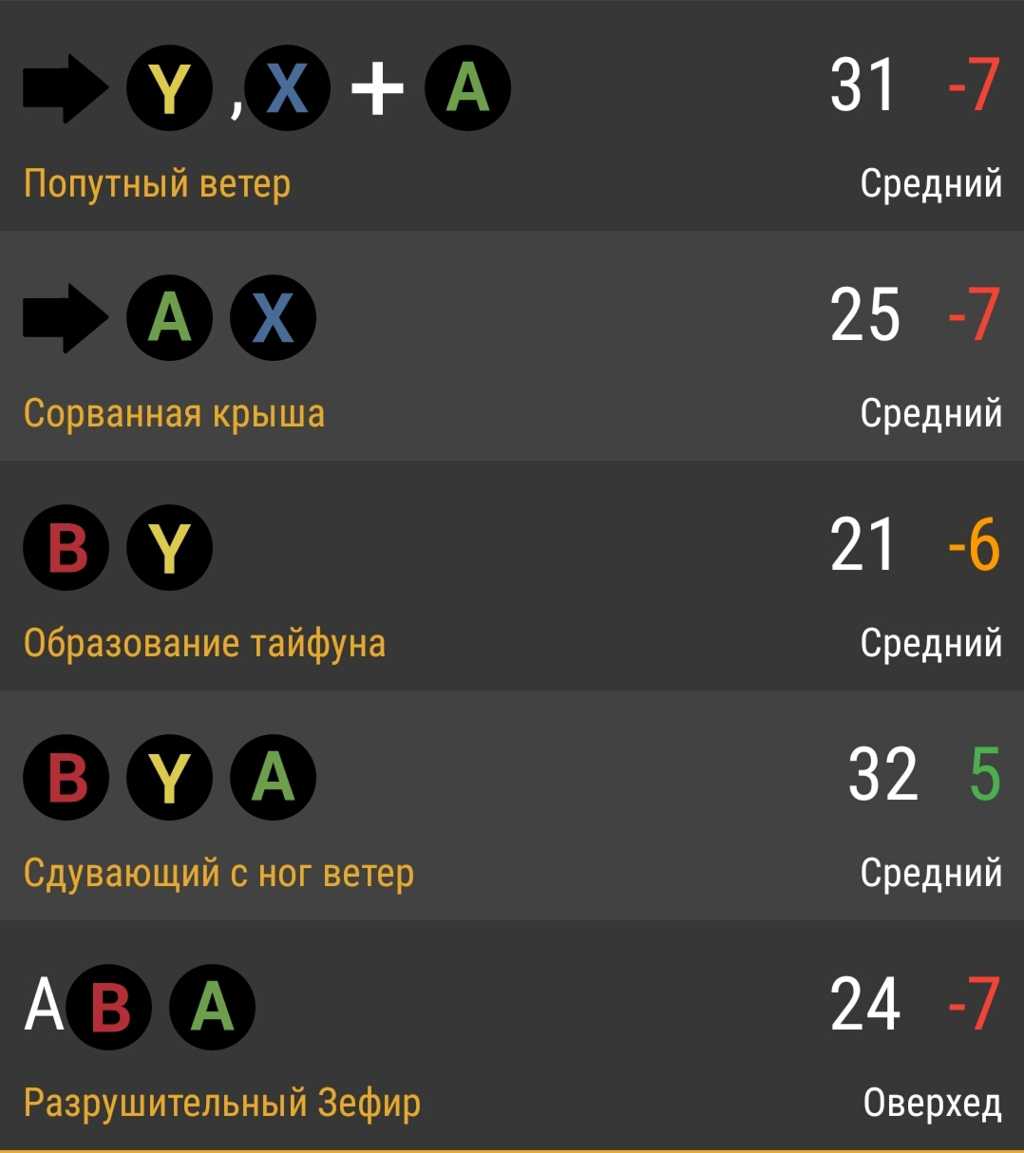 Y , X + A 31 -7
Попутный ветер Средний
A X 25 -7
Сорванная крыша Средний
B Y 21 -6
Образование тайфуна Средний
B Y A 32 5
Сдувающий с ног ветер Средний
A B A 24 -7
Разрушительный Зефир Оверхед